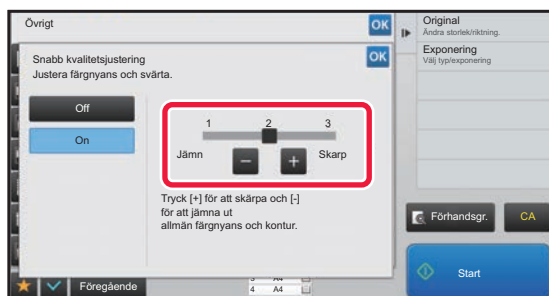 Övrigt
OK
Snabb kvalitetsjustering
Justera färgnyans och svärta.
OK
Off
On
1 2 3
Jämn
Skarp
Tryck [+] för att skärpa och [-]
för att jämna ut
allmän färgnyans och kontur.
Föregående
3 A4
4 A4
Original
Ändra storlek/riktning.
Exponering
Välj typ/exponering
Förhandsgr.
CA
Start